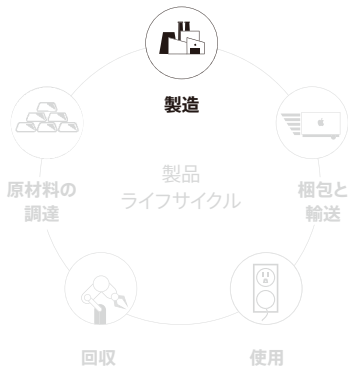 製造
原材料の
調達
製品
ライフサイクル
梱包と
輸送
回収
使用